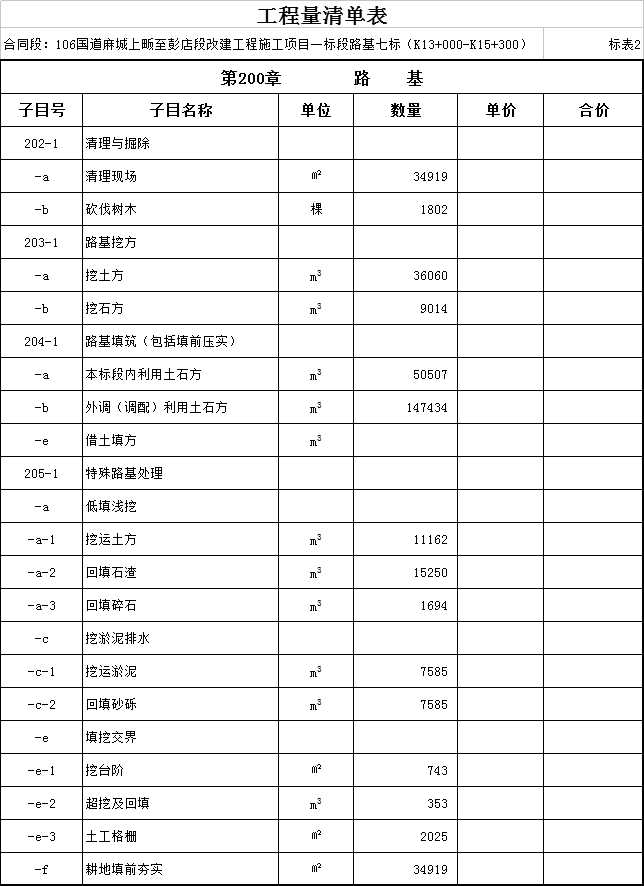 工程量清单表
合同段：106国道麻城上畈至彭店段改建工程施工项目一标段路基七标（K13+000-K15+300） 标表2
第200章 路 基
子目号 子目名称 单位 数量 单价 合价
202-1 清理与掘除
-a 清理现场 m² 34919
-b 砍伐树木 棵 1802
203-1 路基挖方
-a 挖土方 m³ 36060
-b 挖石方 m³ 9014
204-1 路基填筑（包括填前压实）
-a 本标段内利用土石方 m³ 50507
-b 外调（调配）利用土石方 m³ 147434
-e 借土填方 m³
205-1 特殊路基处理
-a 低填浅挖
-a-1 挖运土方 m³ 11162
-a-2 回填石渣 m³ 15250
-a-3 回填碎石 m³ 1694
-c 挖淤泥排水
-c-1 挖运淤泥 m³ 7585
-c-2 回填砂砾 m³ 7585
-e 填挖交界
-e-1 挖台阶 m² 743
-e-2 超挖及回填 m³ 353
-e-3 土工格栅 m² 2025
-f 耕地填前夯实 m² 34919